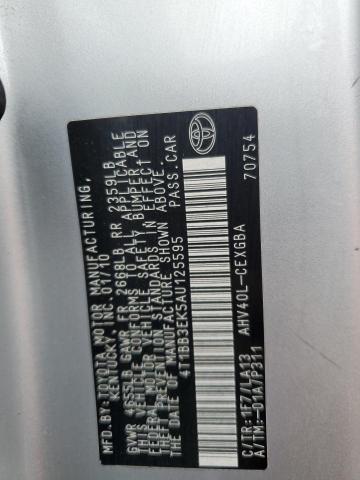 MFD.BY:TOYOTA MOTOR MANUFACTURING,
KENTUCKY, INC. 01/10
GVWR 4655LB GAWR FR 2668LB RR 2359LB
THIS VEHICLE CONFORMS TO ALL APPLICABLE
FEDERAL MOTOR VEHICLE SAFETY, BUMPER AND
THEFT PREVENTION STANDARDS IN EFFECT ON
THE DATE OF MANUFACTURE SHOWN ABOVE.
4T1BB3EK5AU125595 PASS.CAR
C/TR:1F7/LA13 AHV40L-CEXGBA
A/TM:-01A/P311 70754